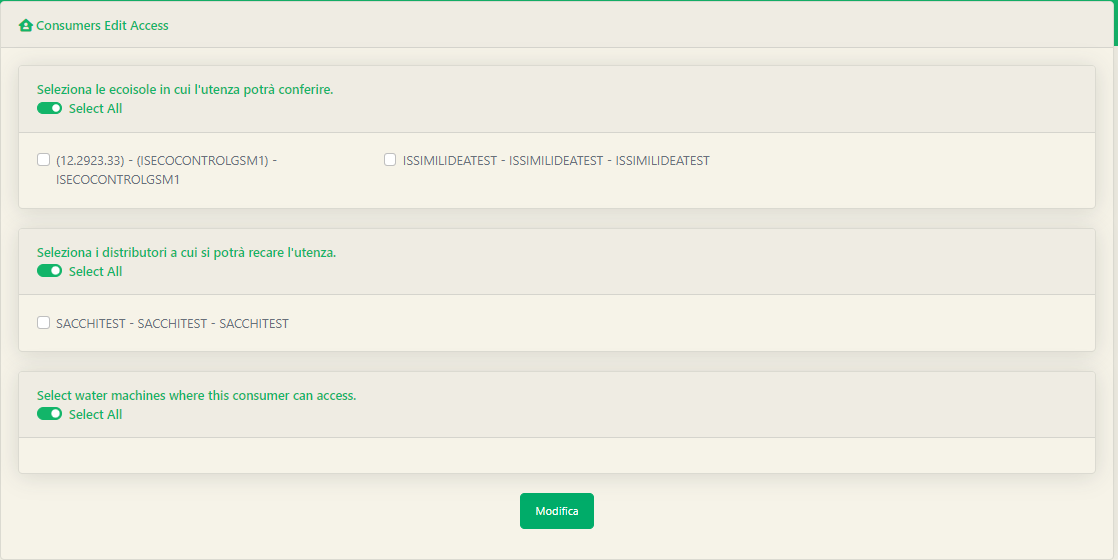 Consumers Edit Access
Seleziona le ecoisole in cui l'utenza potrà conferire.
Select All
(12.2923.33) - (ISECOCONTROLGSM1) -
ISECOCONTROLGSM1
ISSIMILIDEATEST - ISSIMILIDEATEST - ISSIMILIDEATEST
Seleziona i distributori a cui si potrà recare l'utenza.
Select All
SACCHITEST - SACCHITEST - SACCHITEST
Select water machines where this consumer can access.
Select All
Modifica